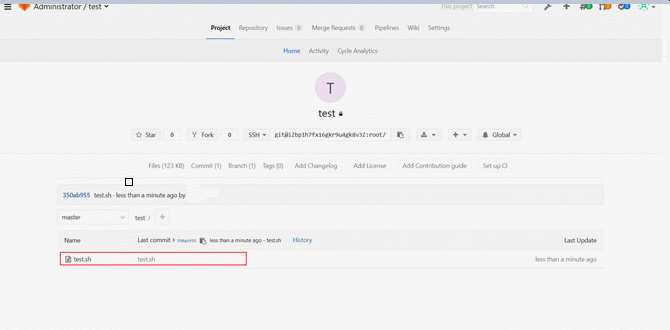 Administrator / test
This project Search
0 0 0
Project Repository Issues 0 Merge Requests 0 Pipelines Wiki Settings
Home Activity Cycle Analytics
T
test
Star 0 Fork 0 SSH git@iZbp1h7fx16gkr9u4gk8v3Z:root/ Global
Files (123 KB) Commit (1) Branch (1) Tags (0) Add Changelog Add License Add Contribution guide Set up CI
350ab955 test.sh - less than a minute ago by
master test / +
Name Last commit > 350ab955 less than a minute ago - test.sh History Last Update
test.sh test.sh less than a minute ago